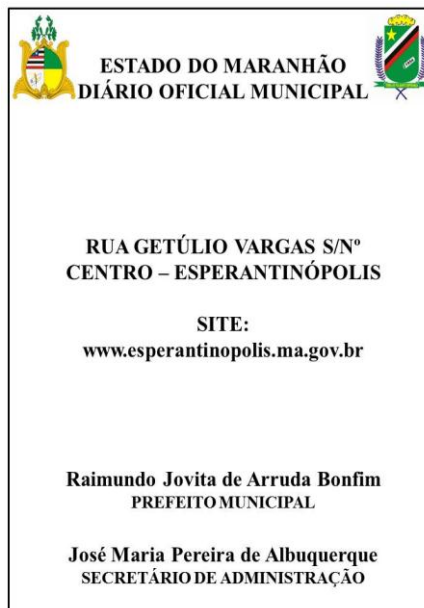 ESTADO DO MARANHÃO
DIÁRIO OFICIAL MUNICIPAL
RUA GETÚLIO VARGAS S/Nº
CENTRO – ESPERANTINÓPOLIS
SITE:
www.esperantinopolis.ma.gov.br
Raimundo Jovita de Arruda Bonfim
PREFEITO MUNICIPAL
José Maria Pereira de Albuquerque
SECRETÁRIO DE ADMINISTRAÇÃO